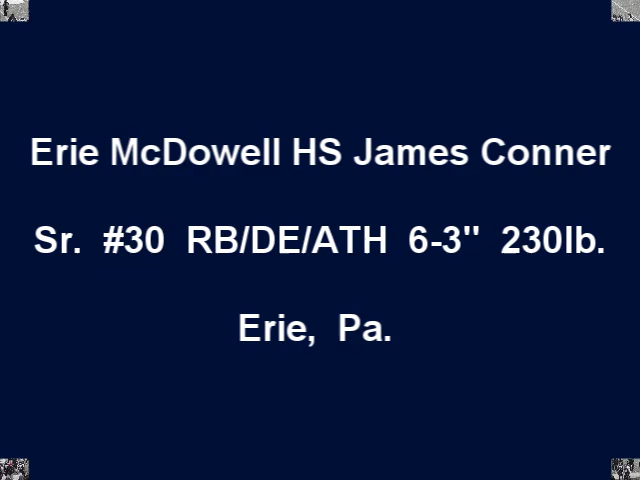 Erie McDowell HS James Conner
Sr. #30 RB/DE/ATH 6-3" 230lb.
Erie, Pa.